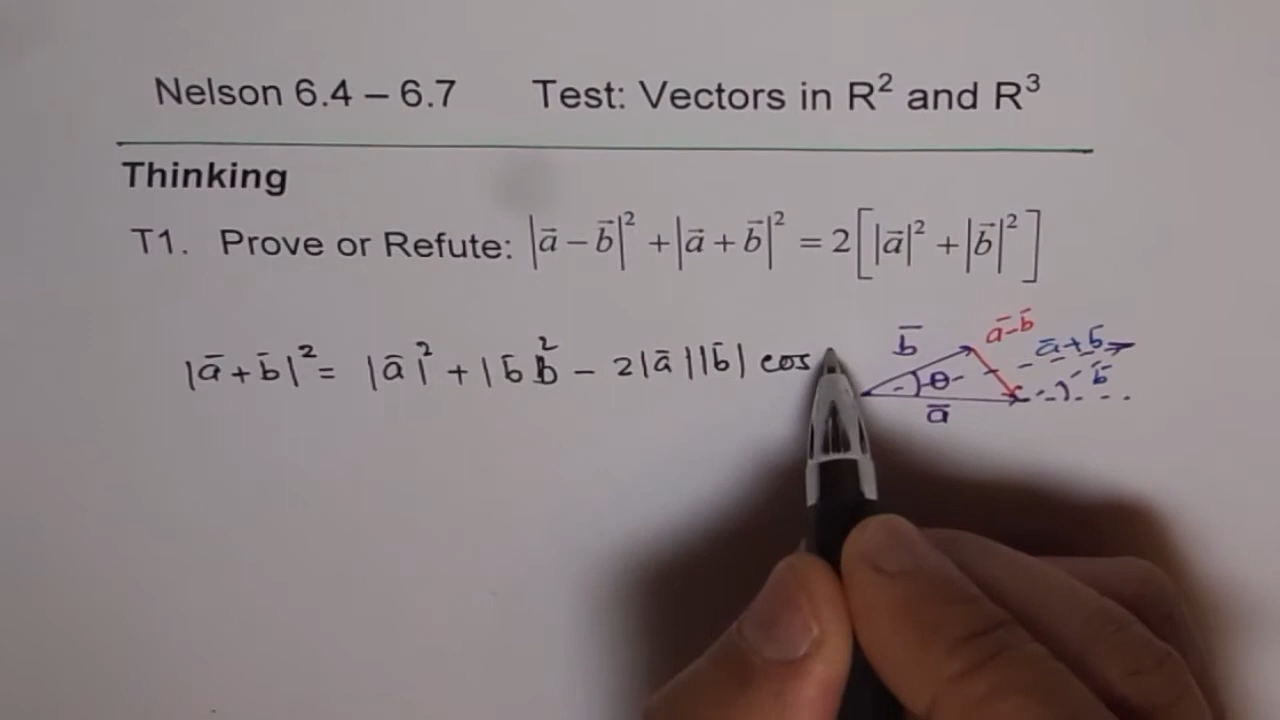 Nelson 6.4 – 6.7 Test: Vectors in R² and R³
Thinking
T1. Prove or Refute: |a⃗ − b⃗|² + |a⃗ + b⃗|² = 2[|a⃗|² + |b⃗|²]
|a̅ + b̅|² = |a̅|² + |b̅ b̅² − 2|a̅||b̅| cos
b̅ a̅-b̅ a̅+b̅
θ b̅
a̅